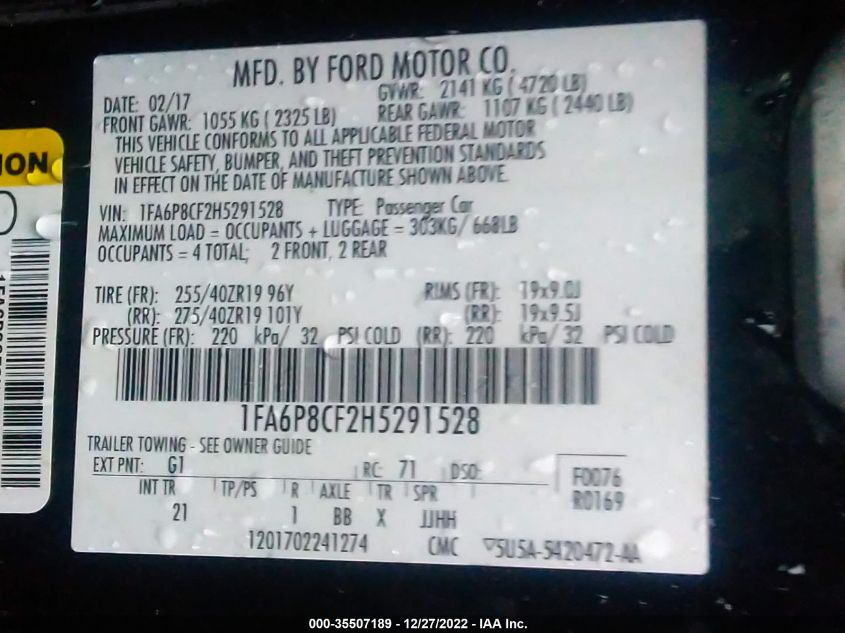 MFD. BY FORD MOTOR CO.
DATE: 02/17 GVWR: 2141 KG ( 4720 LB)
FRONT GAWR: 1055 KG ( 2325 LB) REAR GAWR: 1107 KG ( 2440 LB)
THIS VEHICLE CONFORMS TO ALL APPLICABLE FEDERAL MOTOR
VEHICLE SAFETY, BUMPER, AND THEFT PREVENTION STANDARDS
IN EFFECT ON THE DATE OF MANUFACTURE SHOWN ABOVE.
VIN: 1FA6P8CF2H5291528 TYPE: Passenger Car
MAXIMUM LOAD = OCCUPANTS + LUGGAGE = 303KG/ 668LB
OCCUPANTS = 4 TOTAL; 2 FRONT, 2 REAR
TIRE (FR): 255/40ZR19 96Y RIMS (FR): 19x9.0J
(RR): 275/40ZR19 101Y (RR): 19x9.5J
PRESSURE (FR): 220 kPa/ 32 PSI COLD (RR): 220 kPa/ 32 PSI COLD
1FA6P8CF2H5291528
TRAILER TOWING - SEE OWNER GUIDE
EXT PNT: G1 RC: 71 DSO: F0076
R0169
INT TR TP/PS R AXLE TR SPR
21 1 BB X JJHH
1201702241274 CMC 5U5A-5420472-AA
ION
000-35507189 - 12/27/2022 - IAA Inc.